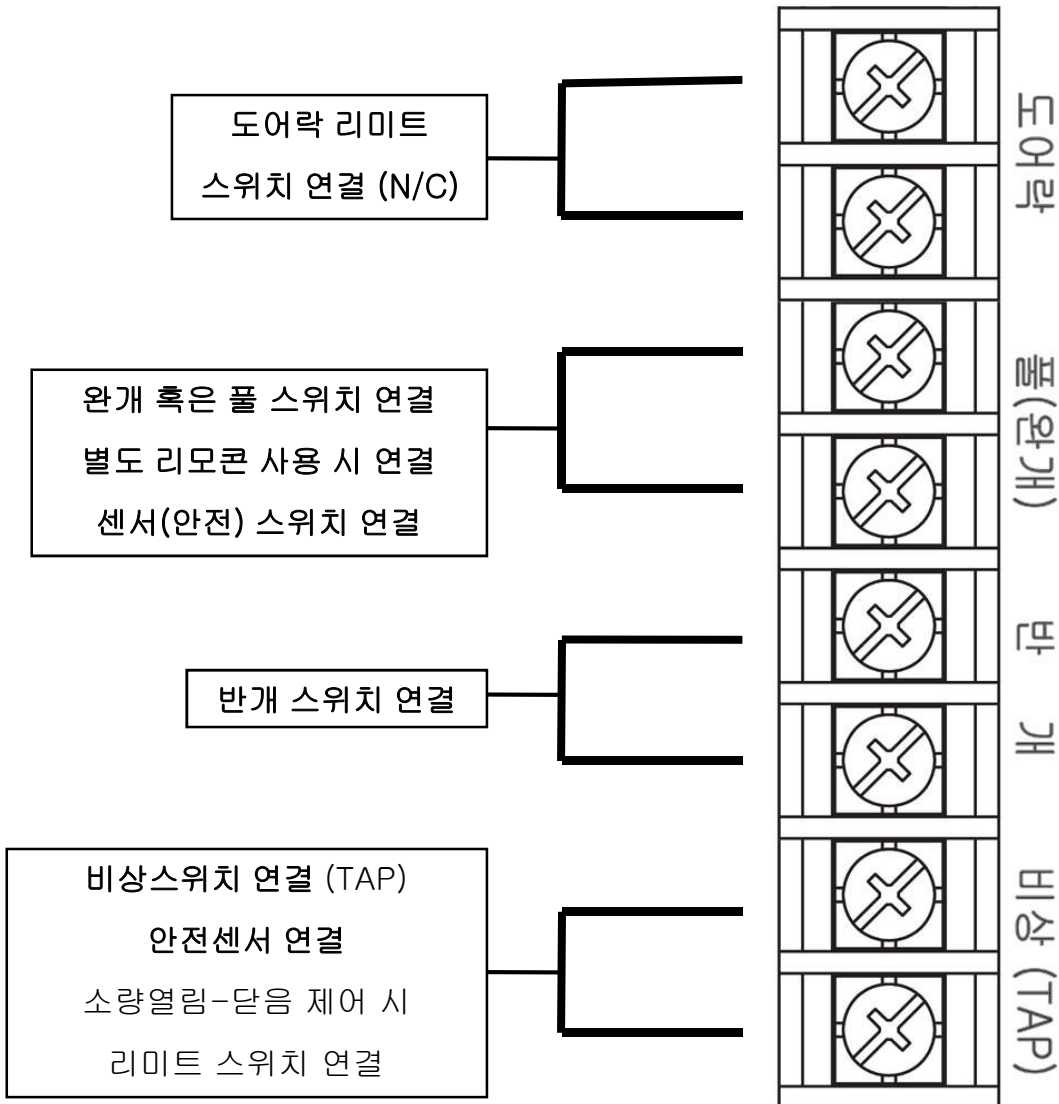 도어락 리미트
스위치 연결 (N/C)
도어락
완개 혹은 풀 스위치 연결
별도 리모콘 사용 시 연결
센서(안전) 스위치 연결
풀(완개)
반개 스위치 연결
반 개
비상스위치 연결 (TAP)
안전센서 연결
소량열림-닫음 제어 시
리미트 스위치 연결
비상 (TAP)